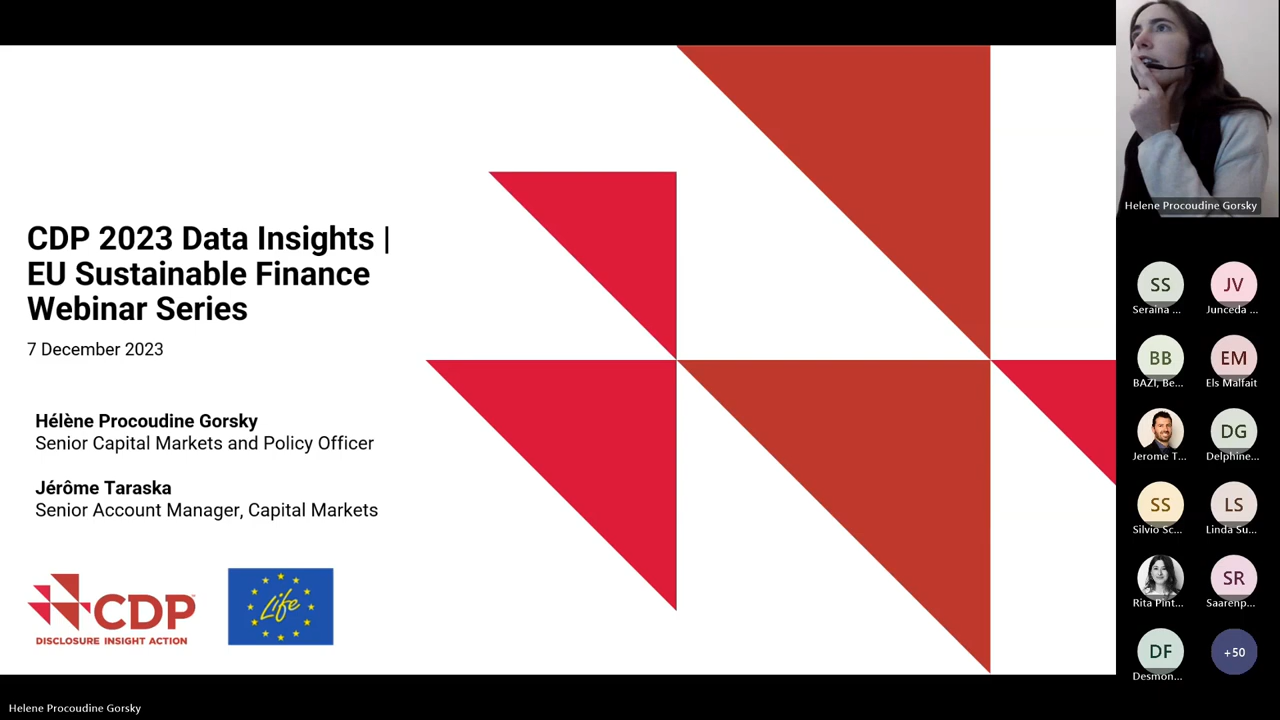 CDP 2023 Data Insights |
EU Sustainable Finance
Webinar Series
7 December 2023
Hélène Procoudine Gorsky
Senior Capital Markets and Policy Officer
Jérôme Taraska
Senior Account Manager, Capital Markets
CDP
DISCLOSURE INSIGHT ACTION
Life
Helene Procoudine Gorsky
SS
JV
Seraina ...
Junceda ...
BB
EM
BAZI, Be...
Els Malfait
DG
Jerome T...
Delphine...
SS
LS
Silvio Sc...
Linda Su...
SR
Rita Pint...
Saarenp...
DF
+50
Desmon...
Helene Procoudine Gorsky